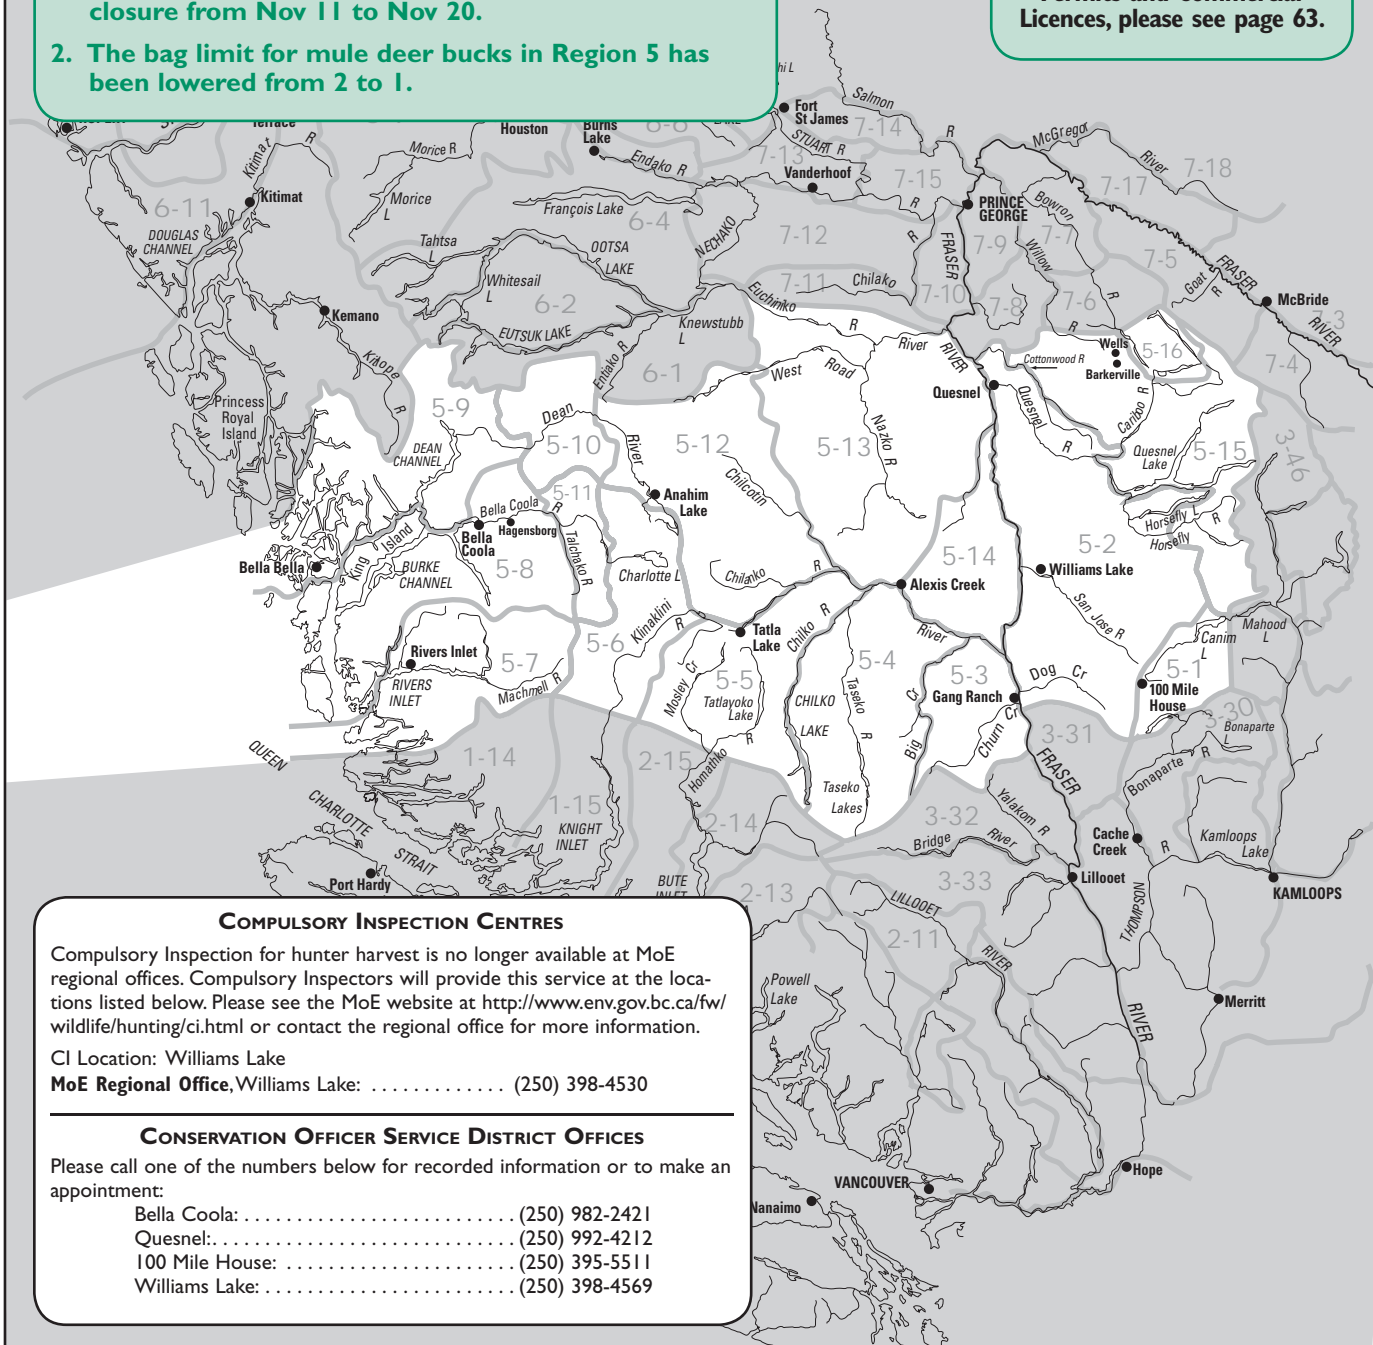 closure from Nov 11 to Nov 20.
2. The bag limit for mule deer bucks in Region 5 has
been lowered from 2 to 1.
Licences, please see page 63.
Salmon
Fort
St James
7-14
R
McGregor
River
7-18
7-17
Houston
Burns
Lake
6-6
STUART R
7-13
Vanderhoof
7-15
R
Terrace
R
Kitimat
Morice R
Endako R
Kitimat
6-11
Morice
L
François Lake
6-4
NECHAKO
7-12
R
PRINCE
GEORGE
Bowron
7-7
7-9
Willow
DOUGLAS
CHANNEL
Tahtsa
L
OOTSA
LAKE
Whitesail
L
6-2
7-11
Chilako
FRASER
7-10
7-8
7-6
R
7-5
Goat
R
FRASER
McBride
RIVER
7-3
7-4
Kemano
EUTSUK LAKE
Knewstubb
L
Euchiniko
R
River
RIVER
R
Wells
Barkerville
5-16
Kitlope
R
Entiako R
6-1
West Road
Cottonwood R
Quesnel
Princess
Royal
Island
5-9
Dean
River
5-10
5-12
5-13
Nazko R
Quesnel
R
Cariboo R
Quesnel
Lake
5-15
3-46
DEAN
CHANNEL
Chilcotin
5-11
Anahim
Lake
Bella Coola
R
Hagensborg
Bella
Coola
Horsefly L
R
Horsefly
King Island
Bella Bella
BURKE
CHANNEL
5-8
Talchako R
Charlotte L
Chilanko
R
5-14
5-2
Williams Lake
Alexis Creek
San Jose R
Klinaklini
R
Tatla
Lake
Chilko R
River
Canim
L
Mahood
L
Rivers Inlet
RIVERS
INLET
5-7
Machmell R
5-6
Mosley Cr
5-5
Tatlayoko
Lake
R
Homathko
CHILKO
LAKE
5-4
Taseko
R
Taseko
Lakes
Big
Cr
5-3
Gang Ranch
Dog Cr
Churn Cr
5-1
100 Mile
House
3-30
Bonaparte
L
3-31
QUEEN
CHARLOTTE
STRAIT
1-14
1-15
KNIGHT
INLET
2-15
2-14
3-32
Yalakom R
FRASER
Bonaparte R
Bridge
River
Cache
Creek
R
Kamloops
Lake
KAMLOOPS
Port Hardy
BUTE
INLET
2-13
3-33
LILLOOET
RIVER
2-11
Lillooet
THOMPSON
RIVER
Merritt
Powell
Lake
Hope
VANCOUVER
Nanaimo
COMPULSORY INSPECTION CENTRES
Compulsory Inspection for hunter harvest is no longer available at MoE
regional offices. Compulsory Inspectors will provide this service at the loca-
tions listed below. Please see the MoE website at http://www.env.gov.bc.ca/fw/
wildlife/hunting/ci.html or contact the regional office for more information.
CI Location: Williams Lake
MoE Regional Office, Williams Lake: . . . . . . . . . . . . . (250) 398-4530
CONSERVATION OFFICER SERVICE DISTRICT OFFICES
Please call one of the numbers below for recorded information or to make an
appointment:
Bella Coola: . . . . . . . . . . . . . . . . . . . . . . . . . . (250) 982-2421
Quesnel:. . . . . . . . . . . . . . . . . . . . . . . . . . . . . (250) 992-4212
100 Mile House: . . . . . . . . . . . . . . . . . . . . . . (250) 395-5511
Williams Lake: . . . . . . . . . . . . . . . . . . . . . . . . (250) 398-4569